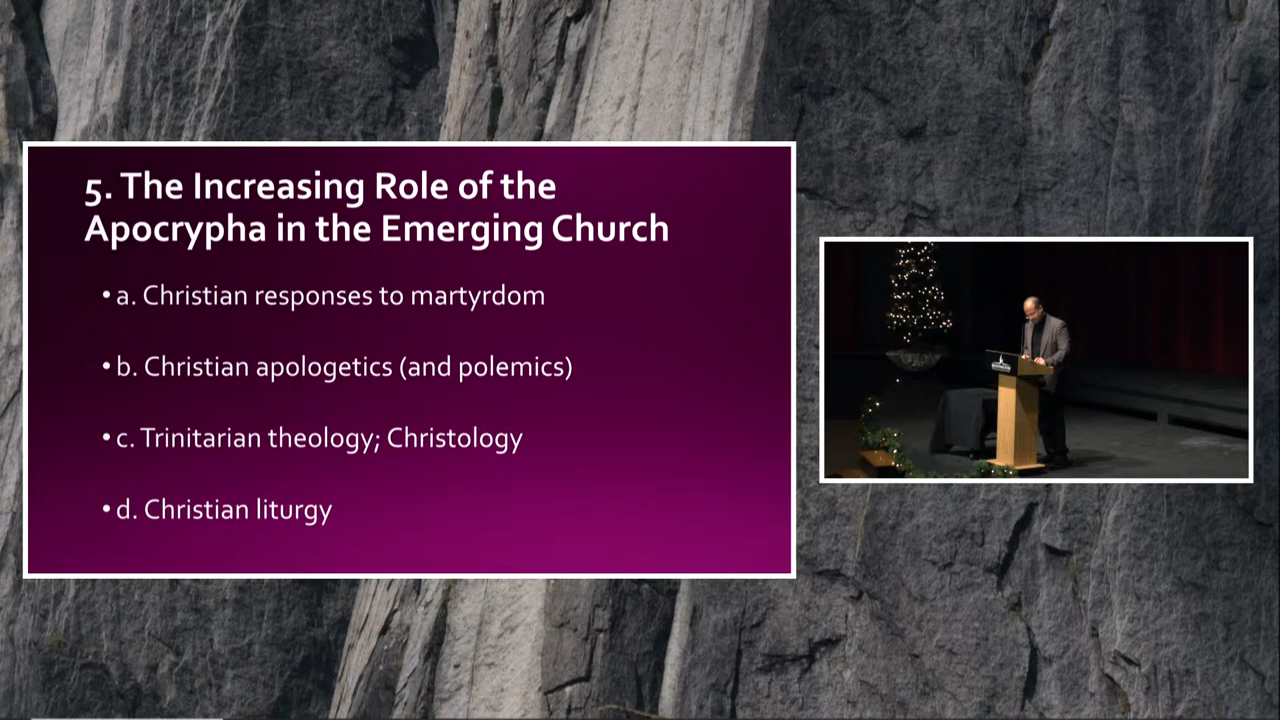 5. The Increasing Role of the
Apocrypha in the Emerging Church
• a. Christian responses to martyrdom
• b. Christian apologetics (and polemics)
• c. Trinitarian theology; Christology
• d. Christian liturgy